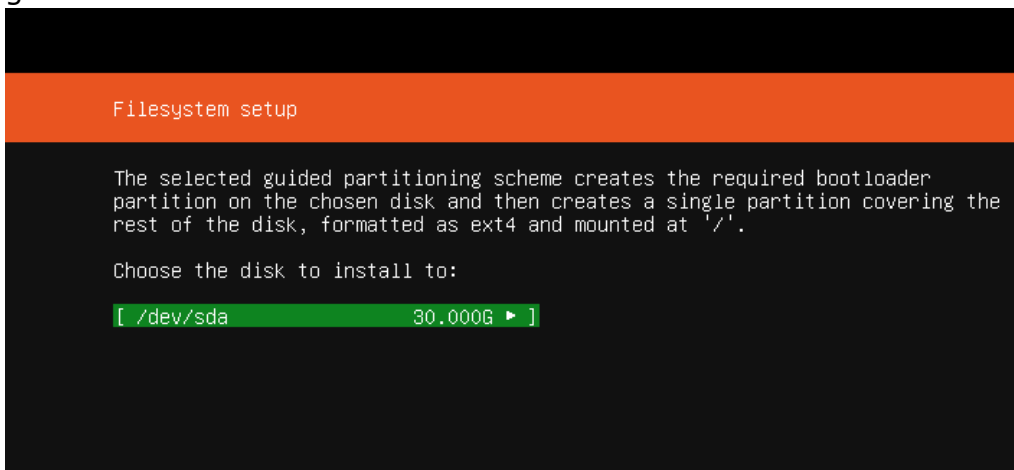 Filesystem setup
The selected guided partitioning scheme creates the required bootloader
partition on the chosen disk and then creates a single partition covering the
rest of the disk, formatted as ext4 and mounted at '/'.
Choose the disk to install to:
[ /dev/sda 30.000G ► ]